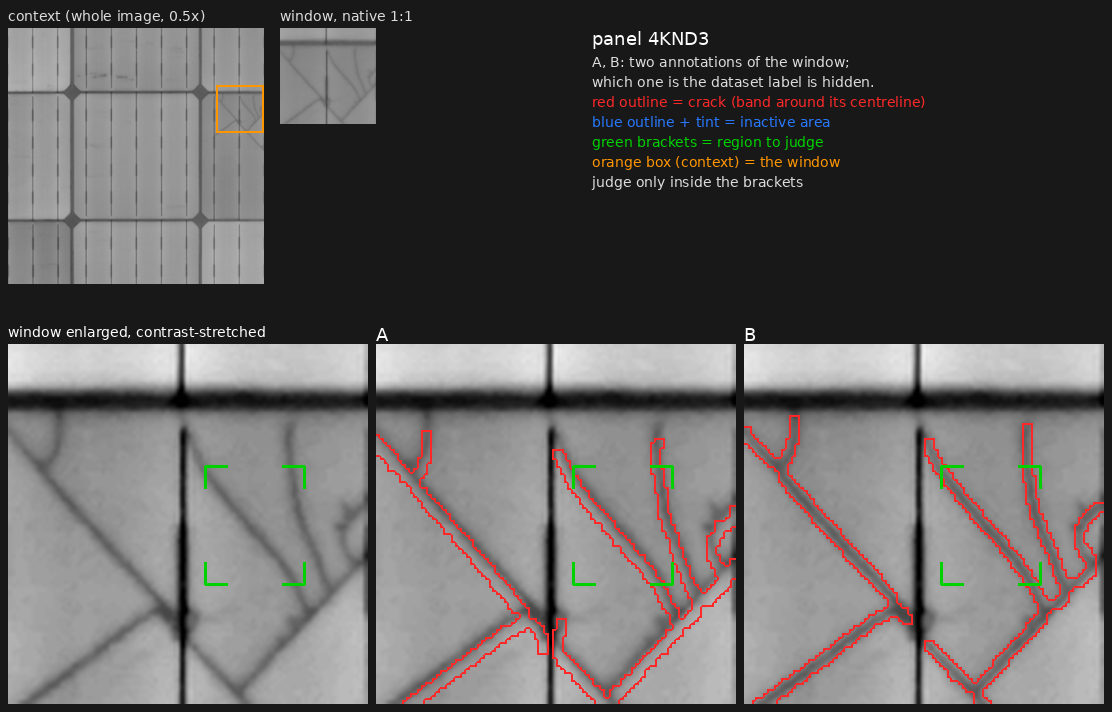 context (whole image, 0.5x)
window, native 1:1
panel 4KND3
A, B: two annotations of the window;
which one is the dataset label is hidden.
red outline = crack (band around its centreline)
blue outline + tint = inactive area
green brackets = region to judge
orange box (context) = the window
judge only inside the brackets
window enlarged, contrast-stretched
A
B